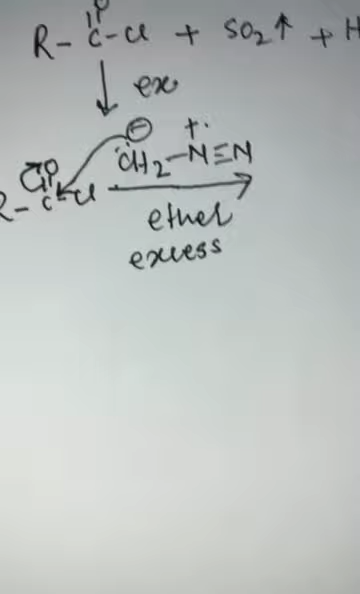 O
R-C-Cl + SO2↑ + H
ex
⊖ +
:CH2-N≡N
O
R-C-Cl
ether
excess